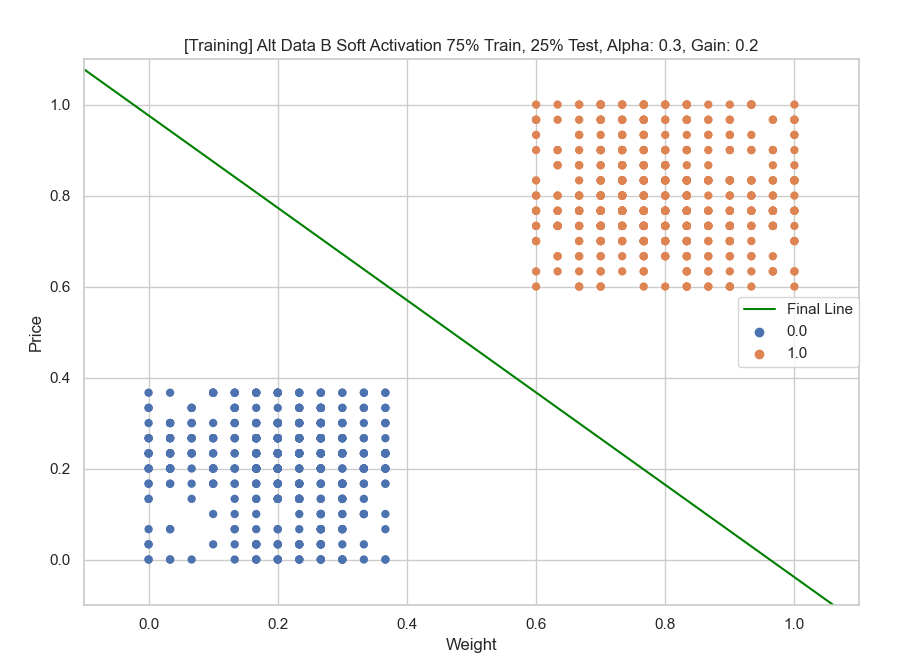 [Training] Alt Data B Soft Activation 75% Train, 25% Test, Alpha: 0.3, Gain: 0.2
1.0
0.8
0.6
0.4
0.2
0.0
Price
Final Line
0.0
1.0
0.0 0.2 0.4 0.6 0.8 1.0
Weight